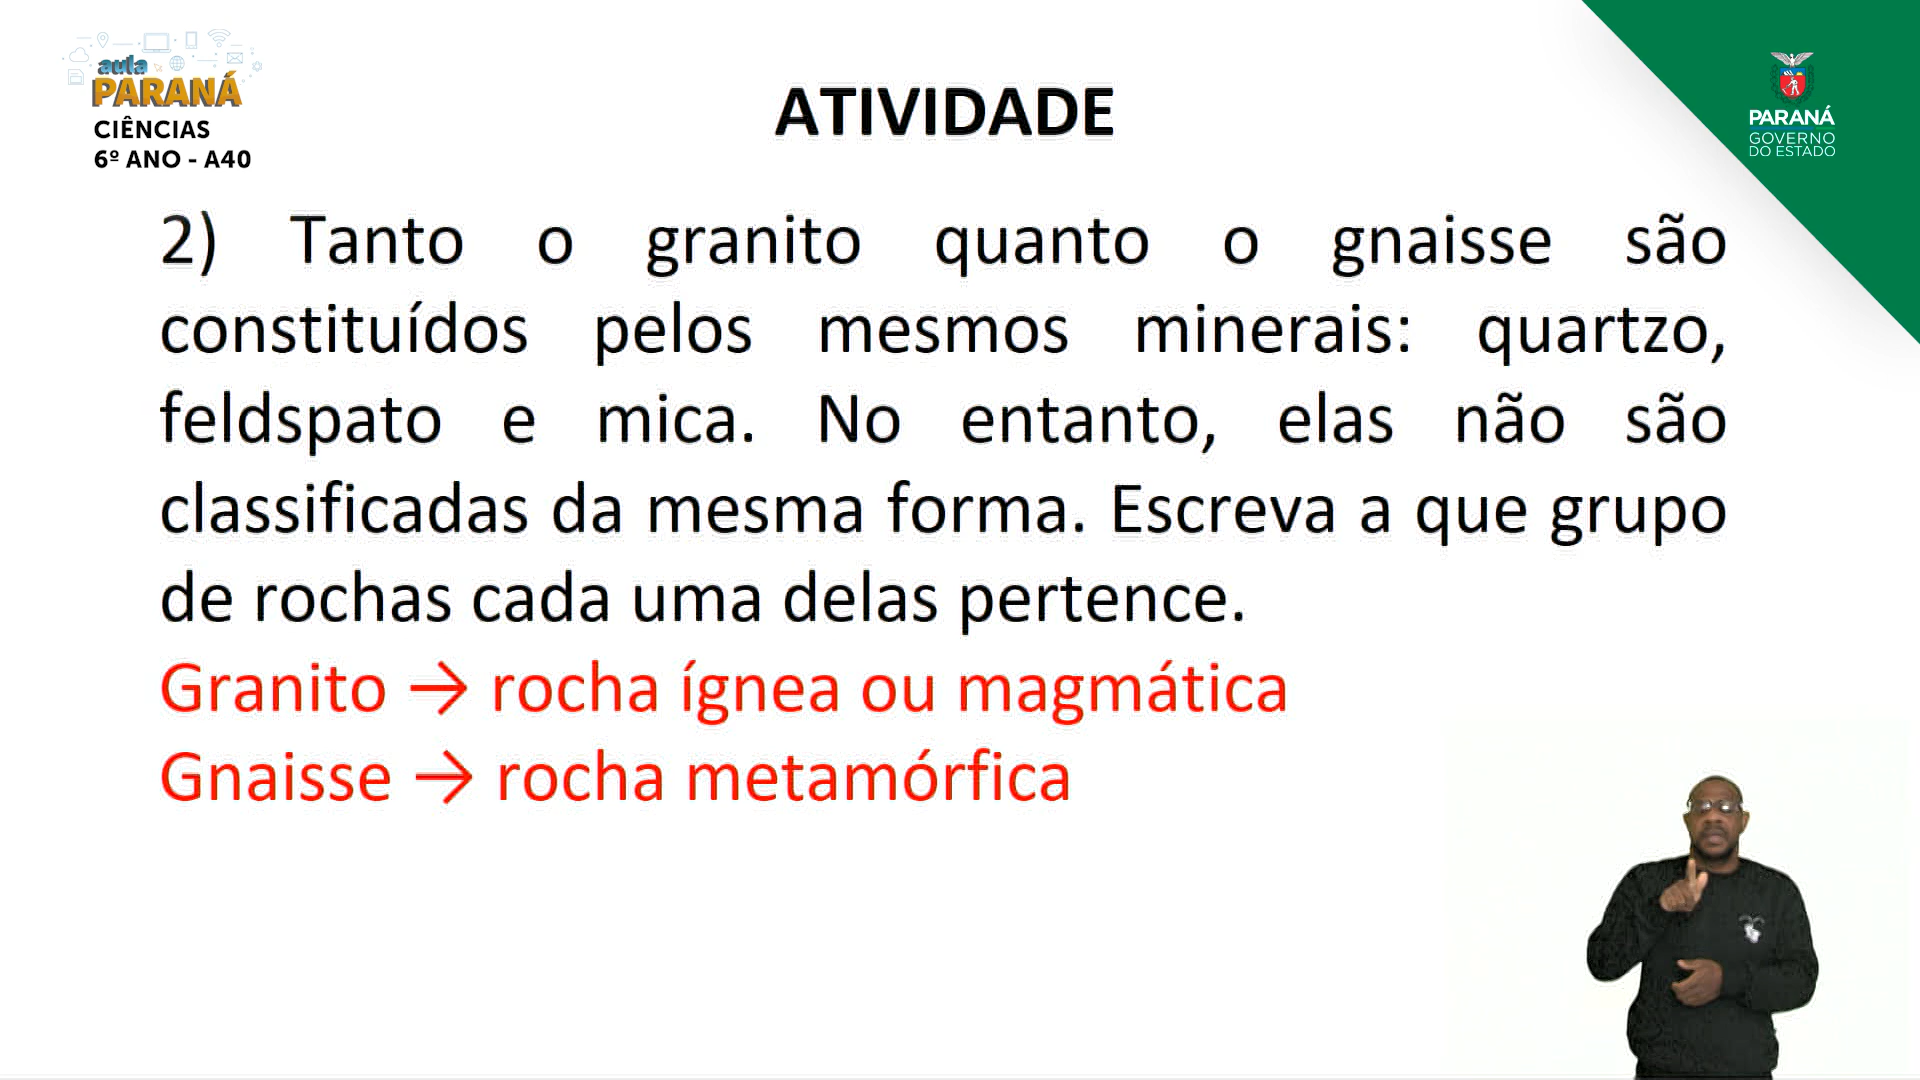 aula
PARANÁ
CIÊNCIAS
6º ANO - A40
ATIVIDADE
PARANÁ
GOVERNO
DO ESTADO
2) Tanto o granito quanto o gnaisse são
constituídos pelos mesmos minerais: quartzo,
feldspato e mica. No entanto, elas não são
classificadas da mesma forma. Escreva a que grupo
de rochas cada uma delas pertence.
Granito → rocha ígnea ou magmática
Gnaisse → rocha metamórfica